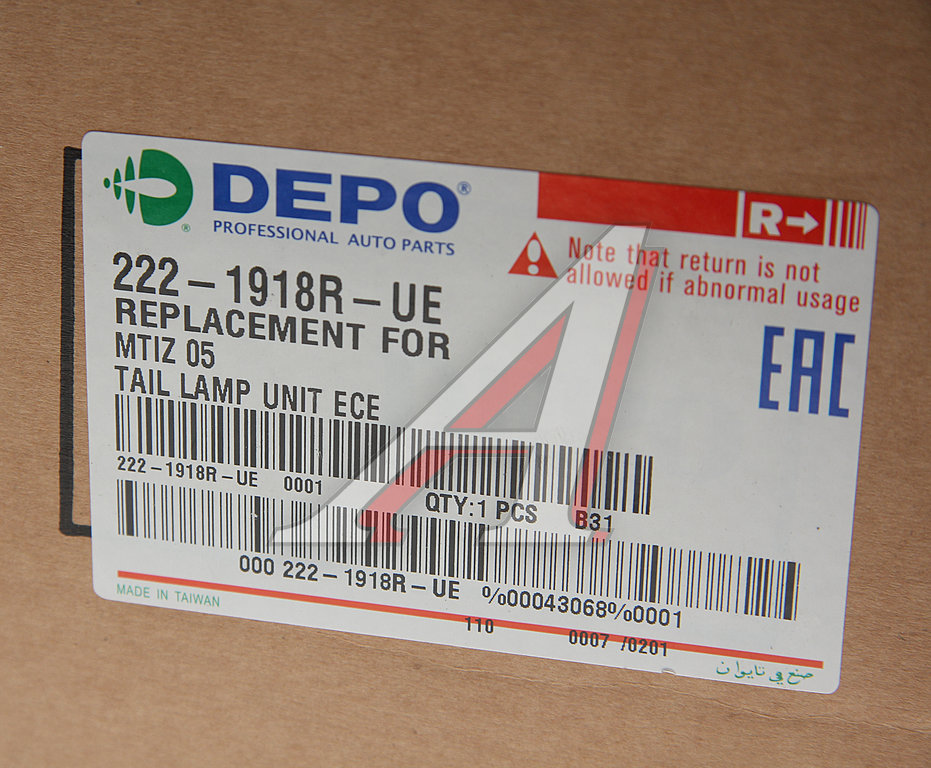 DEPO®
PROFESSIONAL AUTO PARTS
®
R→
Note that return is not
allowed if abnormal usage
222-1918R-UE
REPLACEMENT FOR
MTIZ 05
TAIL LAMP UNIT ECE
EAC
222-1918R-UE 0001
QTY:1 PCS B31
000 222-1918R-UE %00043068%0001
MADE IN TAIWAN
110 0007 /0201
صنع في تايوان